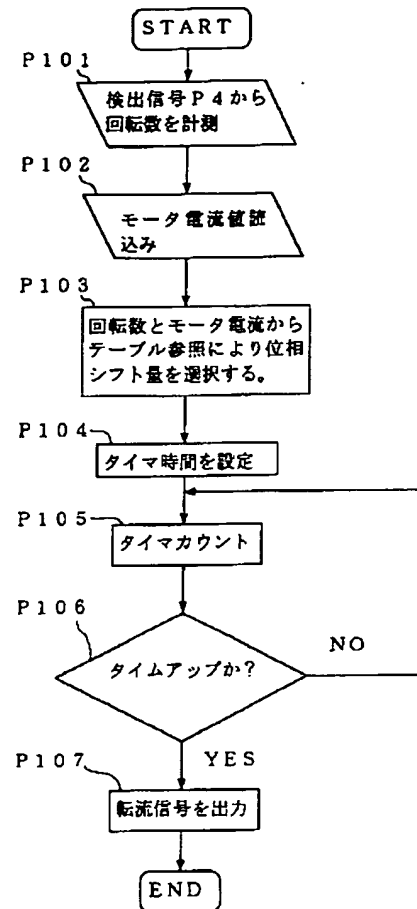 START
P101
検出信号P4から
回転数を計測
P102
モータ電流値読
込み
P103
回転数とモータ電流から
テーブル参照により位相
シフト量を選択する。
P104
タイマ時間を設定
P105
タイマカウント
P106
タイムアップか?
NO
YES
P107
転流信号を出力
END